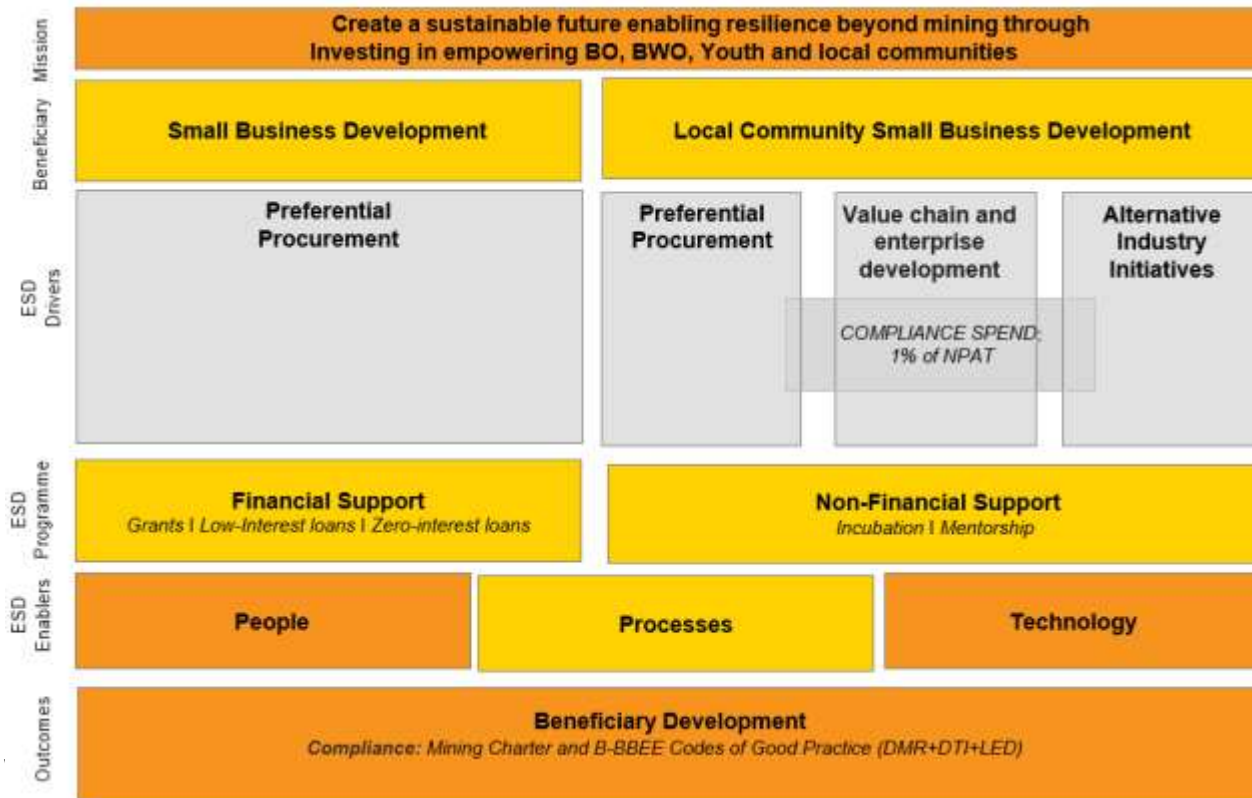 Mission
Create a sustainable future enabling resilience beyond mining through
Investing in empowering BO, BWO, Youth and local communities
Beneficiary
Small Business Development
Local Community Small Business Development
ESD
Drivers
Preferential
Procurement
Preferential
Procurement
Value chain and
enterprise
development
Alternative
Industry
Initiatives
COMPLIANCE SPEND:
1% of NPAT
ESD
Programme
Financial Support
Grants I Low-Interest loans I Zero-interest loans
Non-Financial Support
Incubation I Mentorship
ESD
Enablers
People
Processes
Technology
Outcomes
Beneficiary Development
Compliance: Mining Charter and B-BBEE Codes of Good Practice (DMR+DTI+LED)